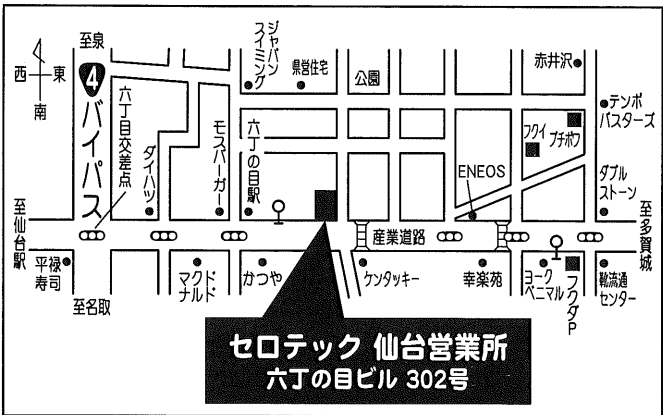 至泉
西 東
南
4
バイパス
六丁目交差点
ダイハツ
モスバーガー
六丁の目駅
ジャパン
スイミング
県営住宅
公園
赤井沢
テンポ
バスターズ
フクイ
プチボワ
ENEOS
ダブル
ストーン
至仙台駅
産業道路
至多賀城
平禄
寿司
マクド
ナルド
かつや
ケンタッキー
幸楽苑
ヨーク
ベニマル
フクダP
靴流通
センター
至名取
セロテック 仙台営業所
六丁の目ビル 302号